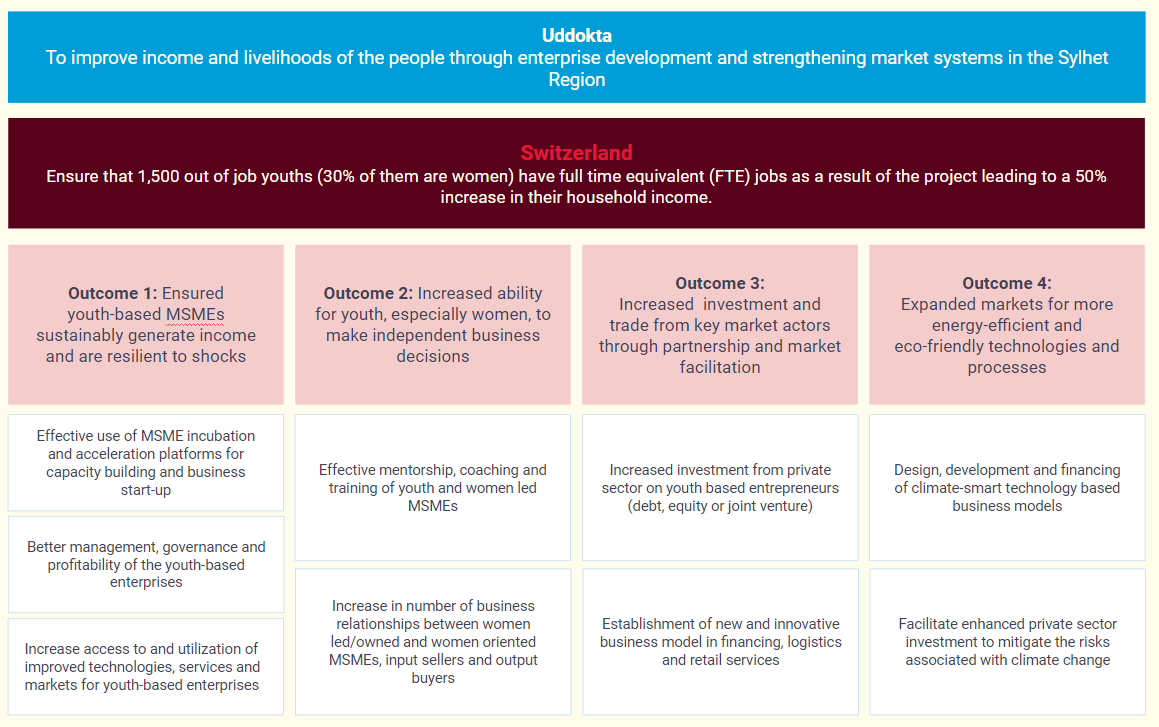 Uddokta
To improve income and livelihoods of the people through enterprise development and strengthening market systems in the Sylhet
Region
Switzerland
Ensure that 1,500 out of job youths (30% of them are women) have full time equivalent (FTE) jobs as a result of the project leading to a 50%
increase in their household income.
Outcome 1: Ensured
youth-based MSMEs
sustainably generate income
and are resilient to shocks
Outcome 2: Increased ability
for youth, especially women, to
make independent business
decisions
Outcome 3:
Increased investment and
trade from key market actors
through partnership and market
facilitation
Outcome 4:
Expanded markets for more
energy-efficient and
eco-friendly technologies and
processes
Effective use of MSME incubation
and acceleration platforms for
capacity building and business
start-up
Better management, governance and
profitability of the youth-based
enterprises
Increase access to and utilization of
improved technologies, services and
markets for youth-based enterprises
Effective mentorship, coaching and
training of youth and women led
MSMEs
Increase in number of business
relationships between women
led/owned and women oriented
MSMEs, input sellers and output
buyers
Increased investment from private
sector on youth based entrepreneurs
(debt, equity or joint venture)
Establishment of new and innovative
business model in financing, logistics
and retail services
Design, development and financing
of climate-smart technology based
business models
Facilitate enhanced private sector
investment to mitigate the risks
associated with climate change